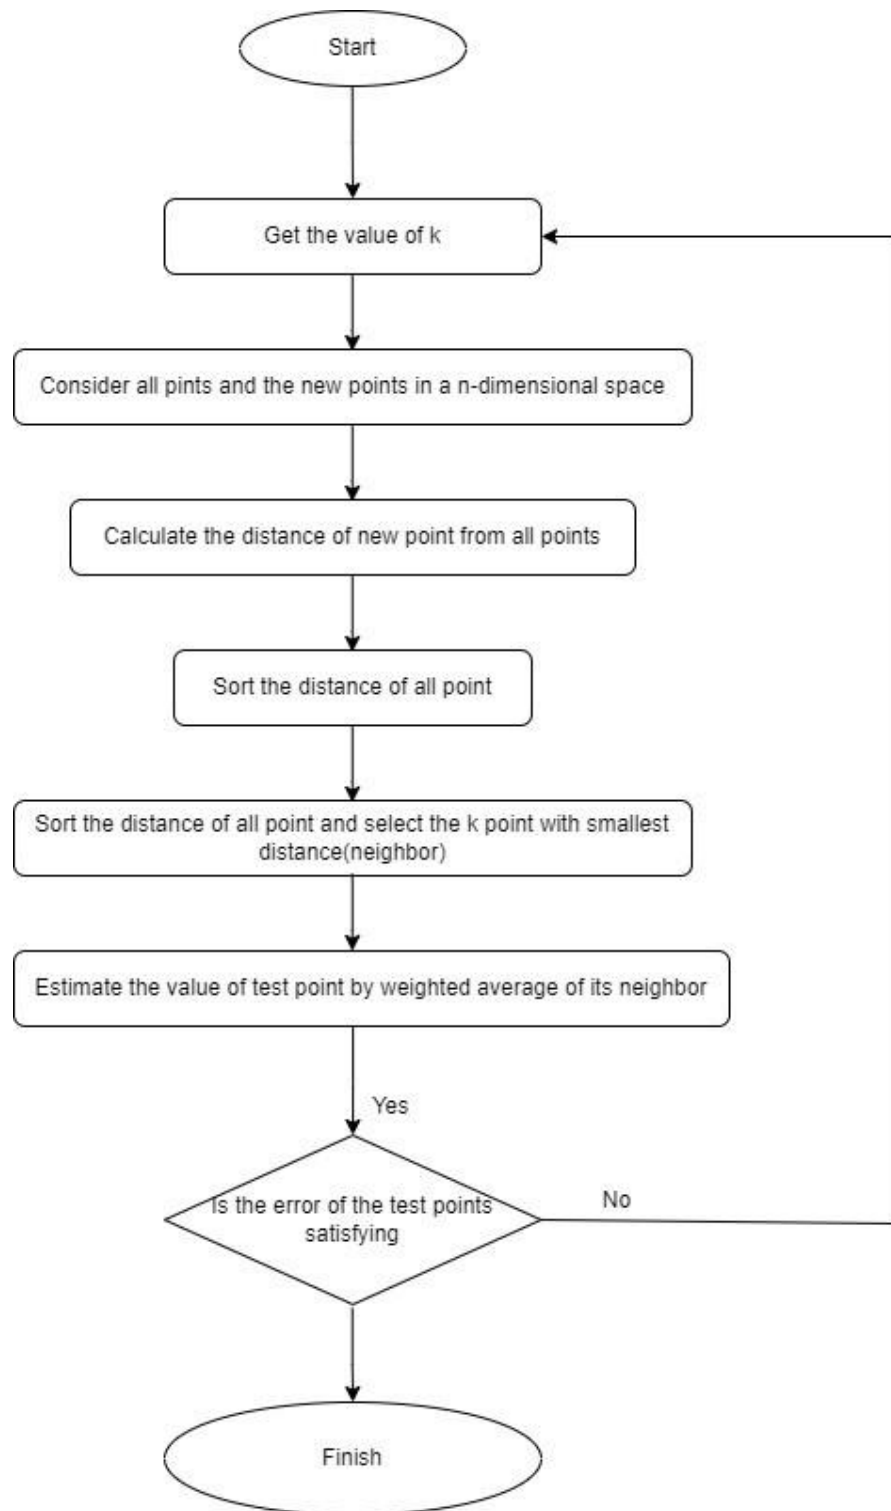 Start
Get the value of k
Consider all pints and the new points in a n-dimensional space
Calculate the distance of new point from all points
Sort the distance of all point
Sort the distance of all point and select the k point with smallest
distance(neighbor)
Estimate the value of test point by weighted average of its neighbor
Yes
Is the error of the test points
satisfying
No
Finish